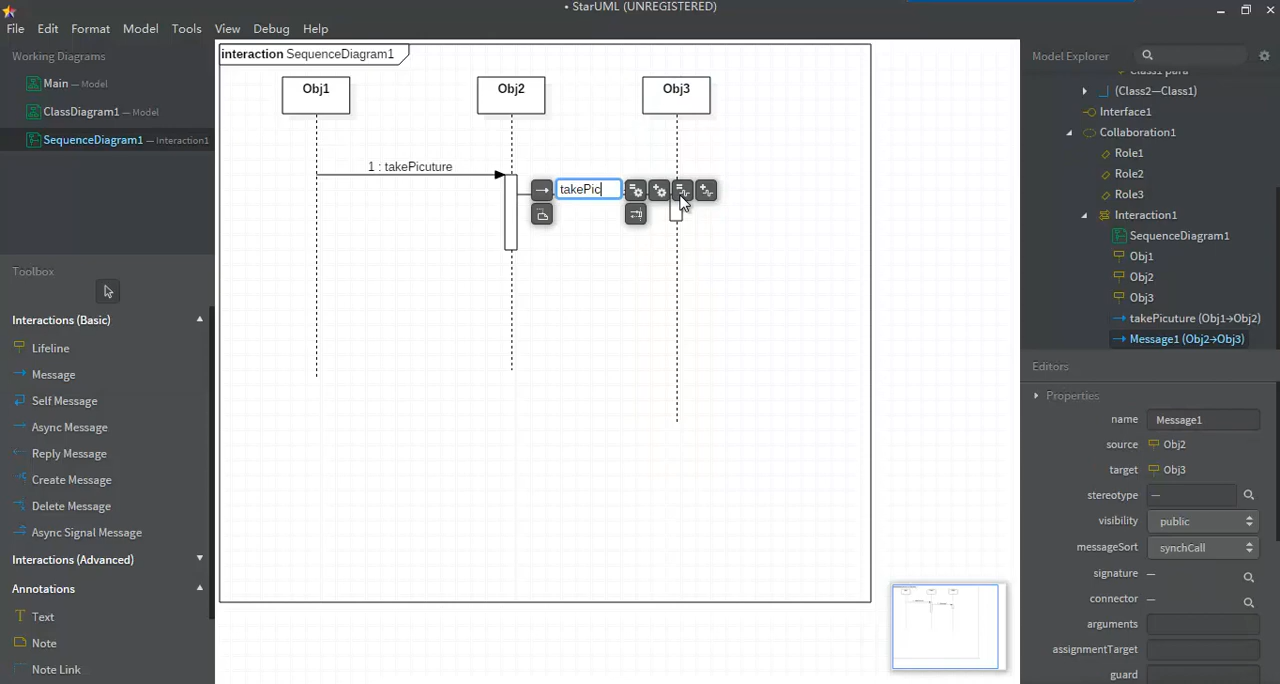 • StarUML (UNREGISTERED)
File Edit Format Model Tools View Debug Help
Working Diagrams
Main — Model
ClassDiagram1 — Model
SequenceDiagram1 — Interaction1
Toolbox
Interactions (Basic)
Lifeline
Message
Self Message
Async Message
Reply Message
Create Message
Delete Message
Async Signal Message
Interactions (Advanced)
Annotations
Text
Note
Note Link
interaction SequenceDiagram1
Obj1 Obj2 Obj3
1 : takePicuture
takePic
Model Explorer
Class1 para
(Class2—Class1)
Interface1
Collaboration1
Role1
Role2
Role3
Interaction1
SequenceDiagram1
Obj1
Obj2
Obj3
takePicuture (Obj1→Obj2)
Message1 (Obj2→Obj3)
Editors
Properties
name Message1
source Obj2
target Obj3
stereotype —
visibility public
messageSort synchCall
signature —
connector —
arguments
assignmentTarget
guard